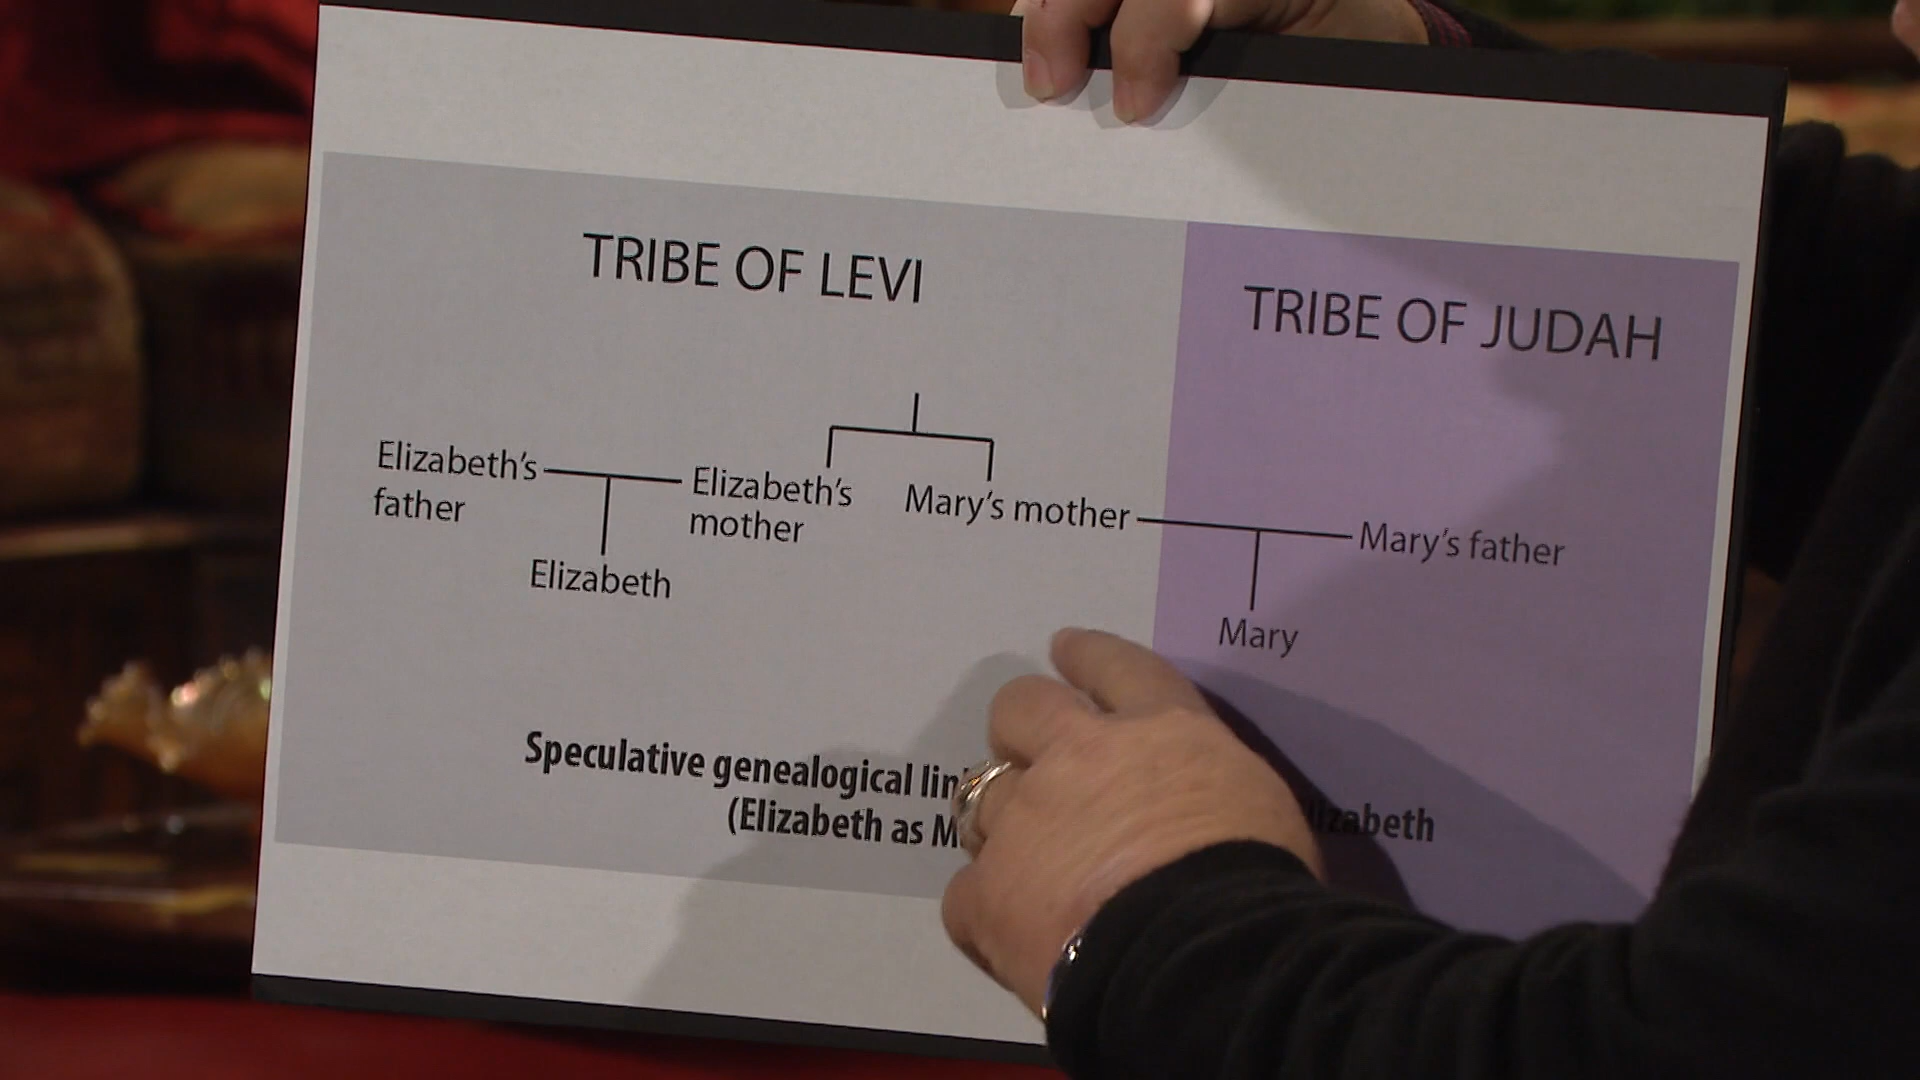 TRIBE OF LEVI
TRIBE OF JUDAH
Elizabeth's
father
Elizabeth's
mother
Mary's mother
Mary's father
Elizabeth
Mary
Speculative genealogical
(Elizabeth as